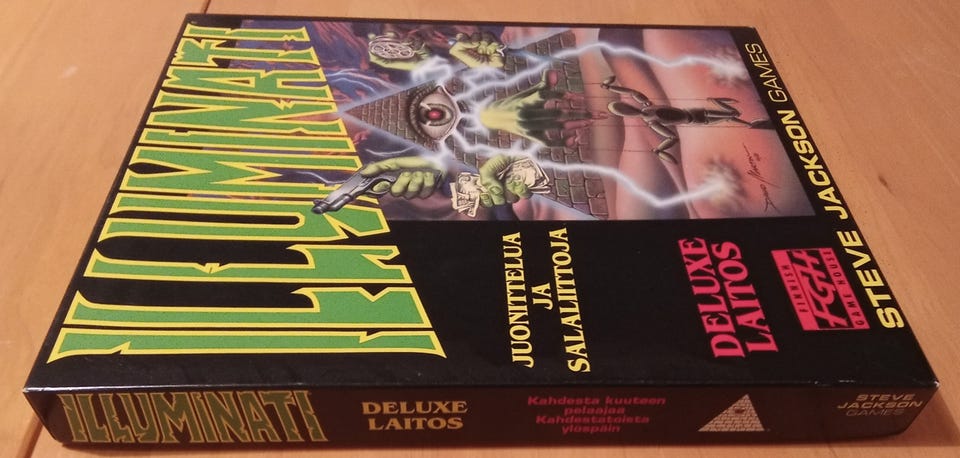 ILLUMINATI
JUONITTELUA
JA
SALALIITTOJA
DELUXE
LAITOS
FINNISH
FGH
GAME HOUSE
STEVE JACKSON GAMES
ILLUMINATI
DELUXE
LAITOS
Kahdesta kuuteen
pelaajaa
Kahdestatoista
ylöspäin
STEVE
JACKSON
GAMES